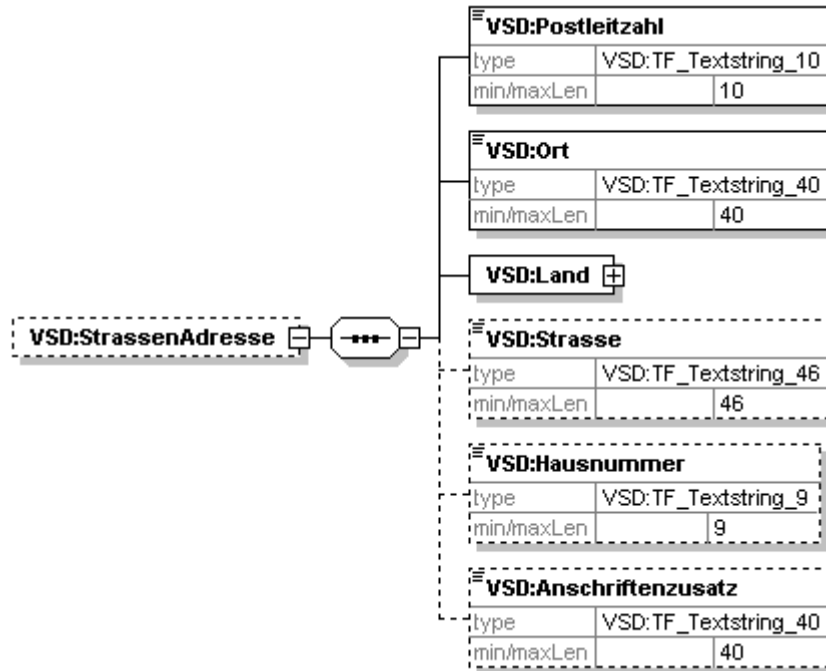 VSD:Postleitzahl
type VSD:TF_Textstring_10
min/maxLen 10
VSD:Ort
type VSD:TF_Textstring_40
min/maxLen 40
VSD:Land
VSD:StrassenAdresse
VSD:Strasse
type VSD:TF_Textstring_46
min/maxLen 46
VSD:Hausnummer
type VSD:TF_Textstring_9
min/maxLen 9
VSD:Anschriftenzusatz
type VSD:TF_Textstring_40
min/maxLen 40